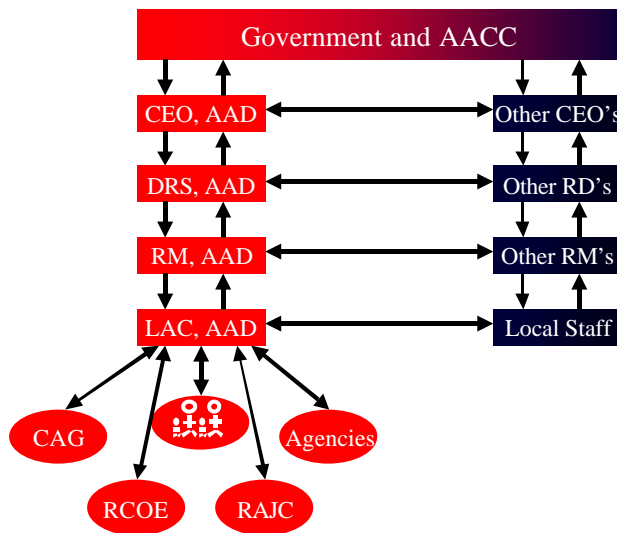 Government and AACC
CEO, AAD
Other CEO's
DRS, AAD
Other RD's
RM, AAD
Other RM's
LAC, AAD
Local Staff
CAG
Agencies
RCOE
RAJC